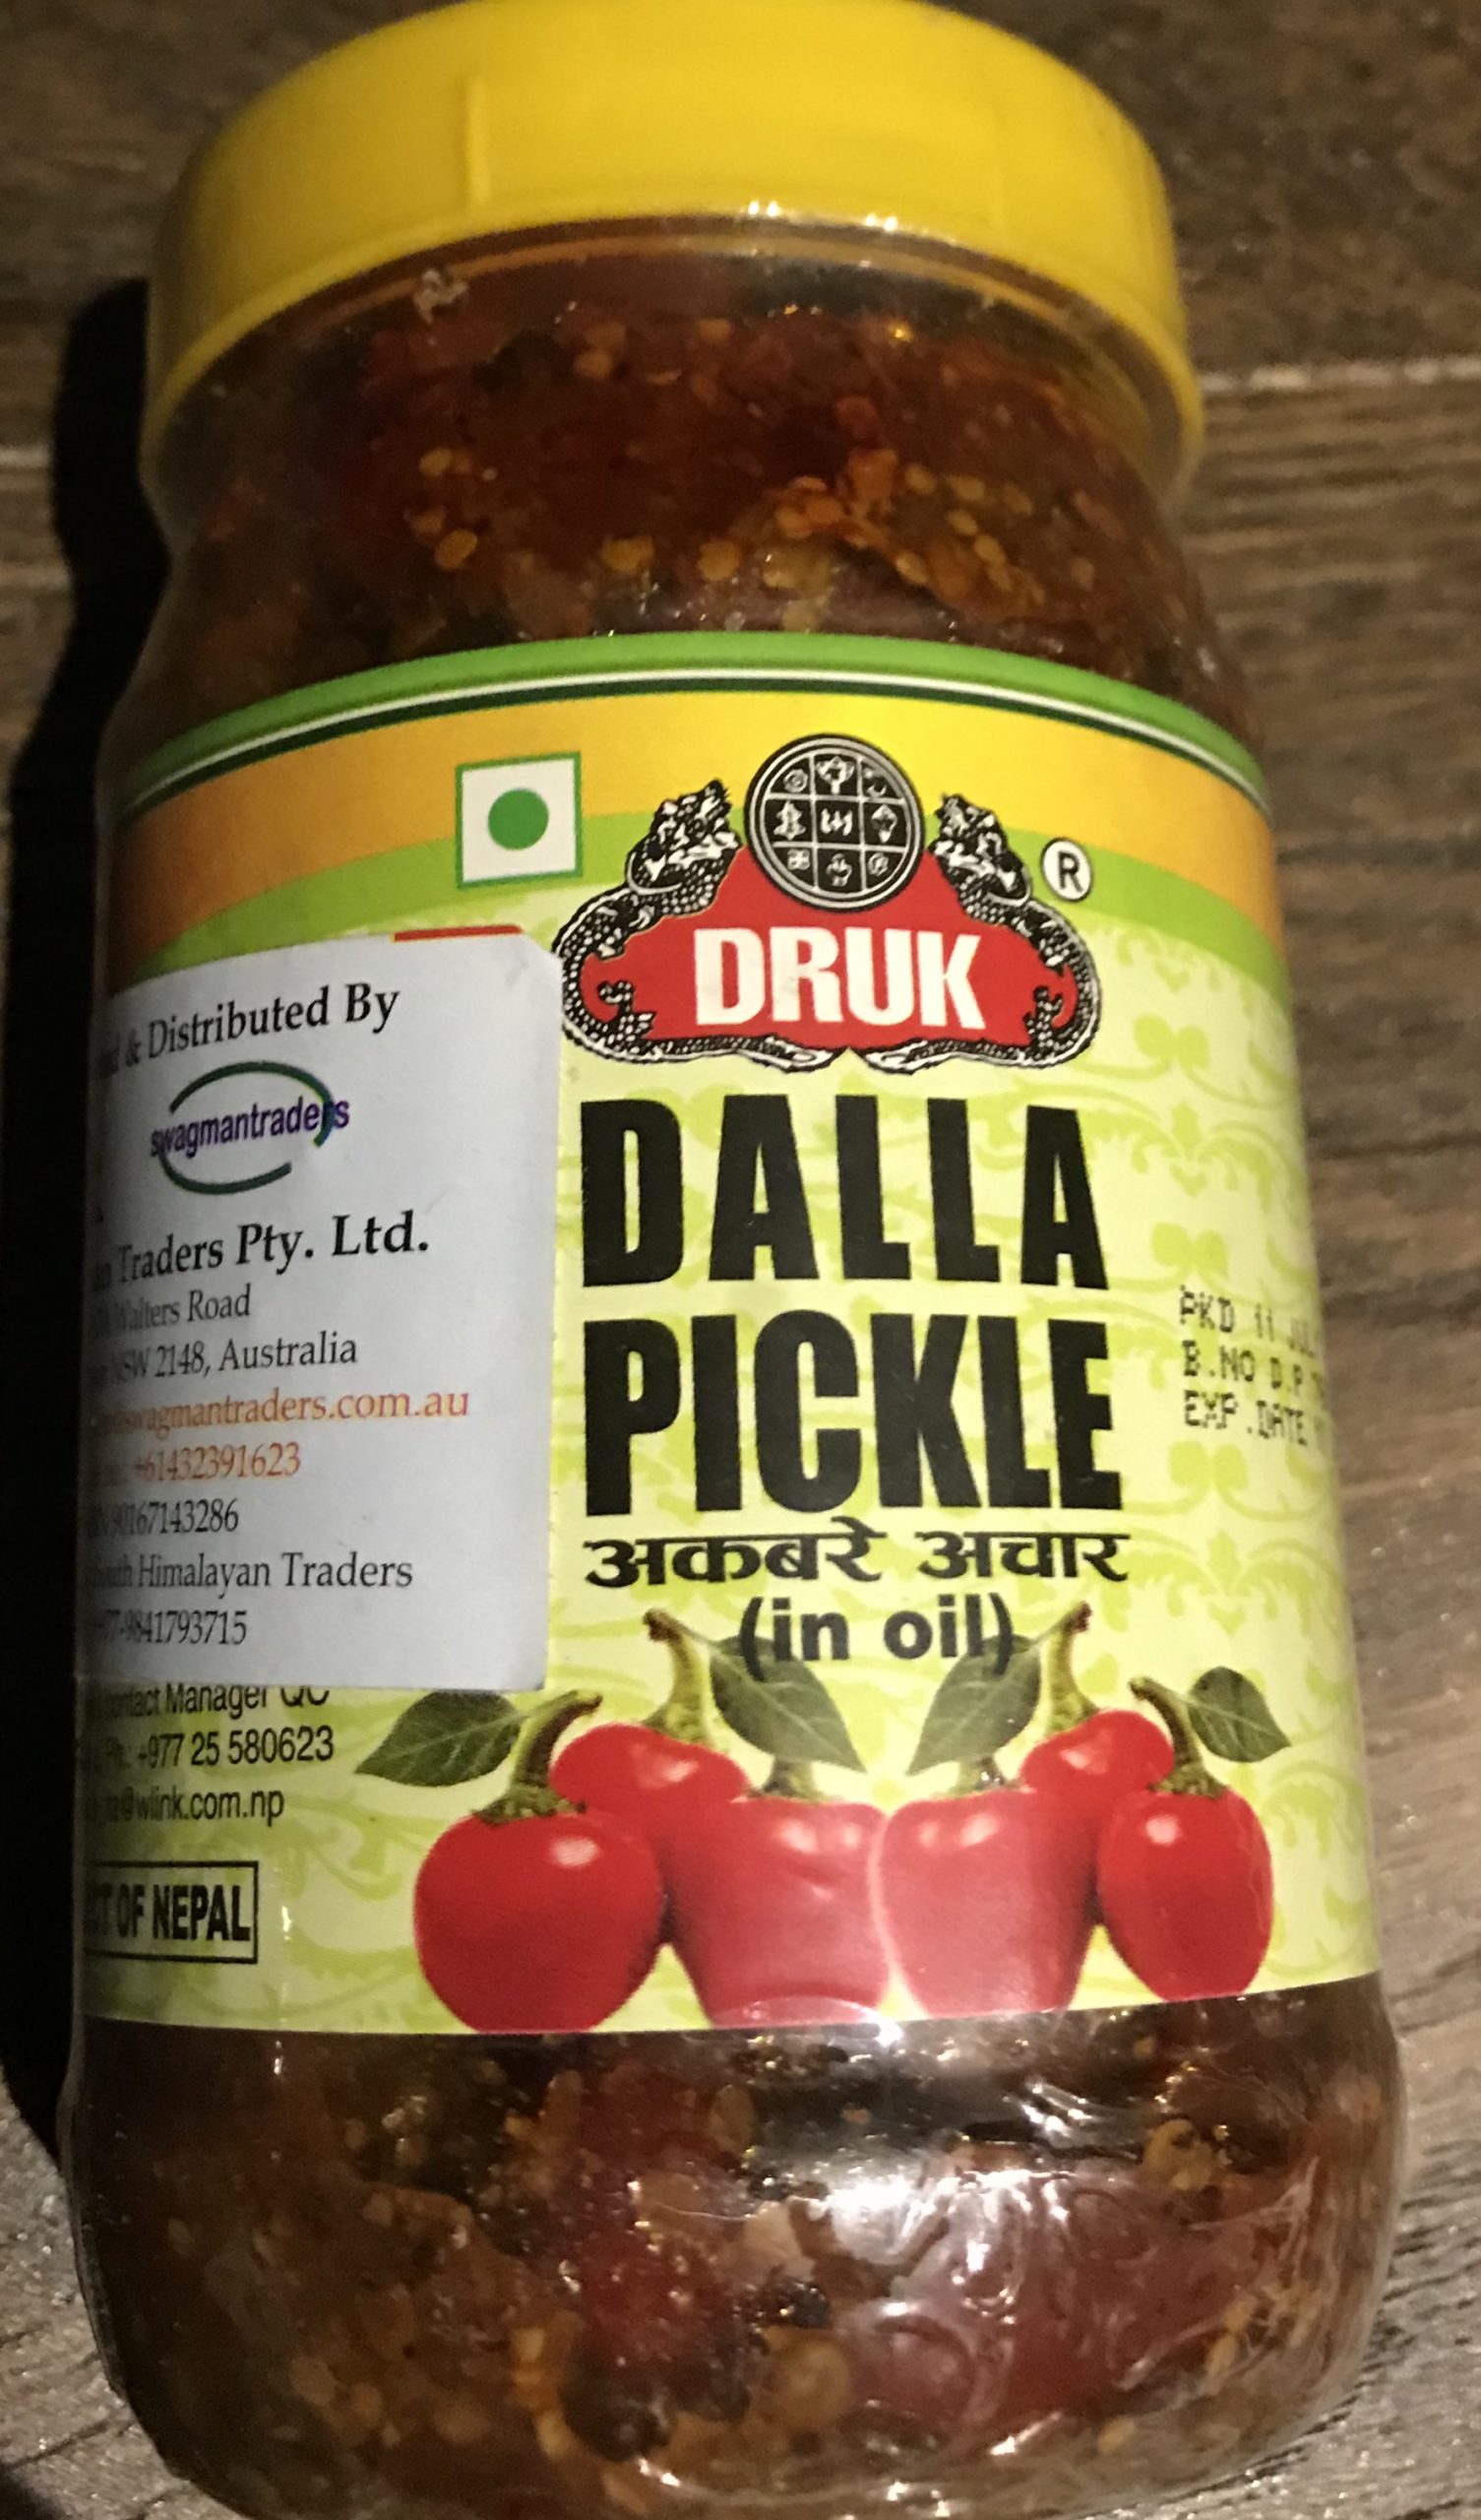 DRUK
®
DALLA
PICKLE
अकबरे अचार
(in oil)
& Distributed By
swagmantraders
Traders Pty. Ltd.
Walters Road
NSW 2148, Australia
swagmantraders.com.au
+61432391623
90167143286
Himalayan Traders
9841793715
contact Manager QC
Ph.: +977 25 580623
@wlink.com.np
OF NEPAL
PKD 11
B.NO D.P
EXP.DATE